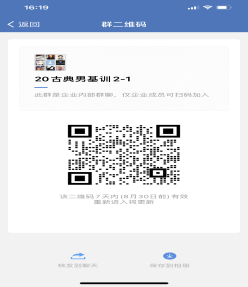 16:19
返回
群二维码
20古典男基训2-1
此群是企业内部群聊，仅企业成员可扫码加入
该二维码7天内(8月30日前)有效
重新进入将更新
转发到聊天
保存到相册